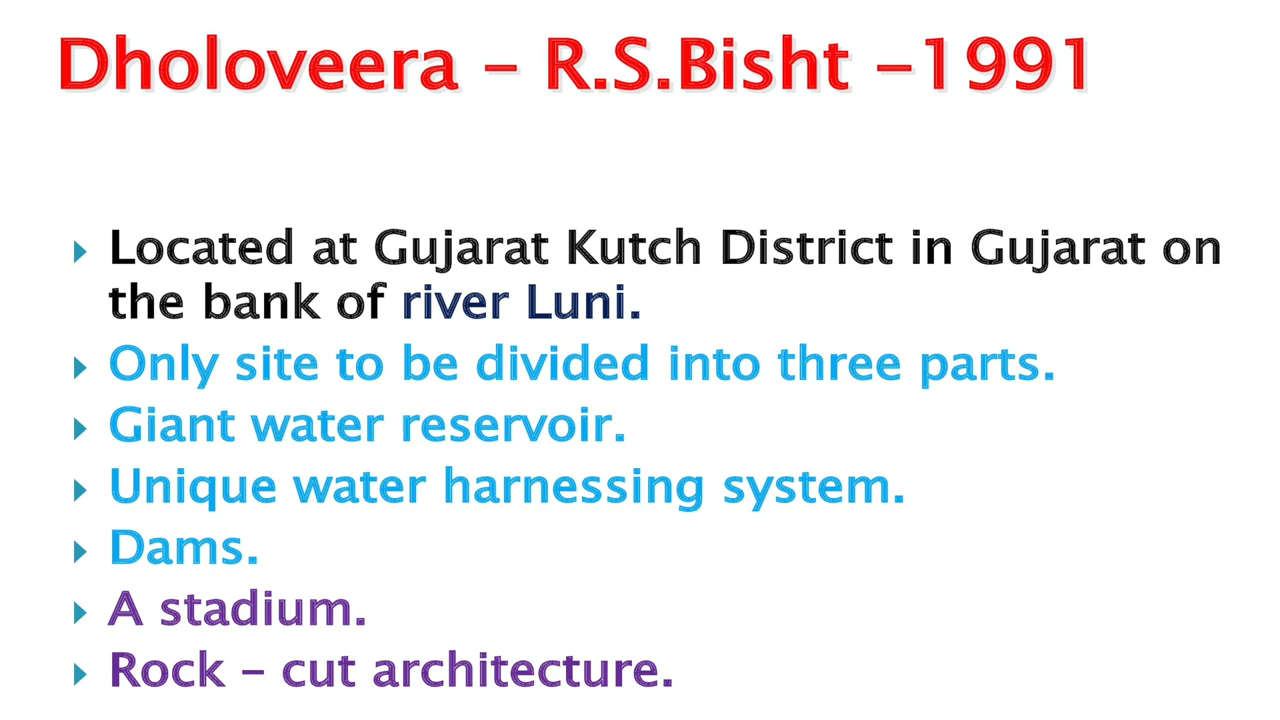 Dholoveera – R.S.Bisht –1991
Located at Gujarat Kutch District in Gujarat on
the bank of river Luni.
Only site to be divided into three parts.
Giant water reservoir.
Unique water harnessing system.
Dams.
A stadium.
Rock – cut architecture.